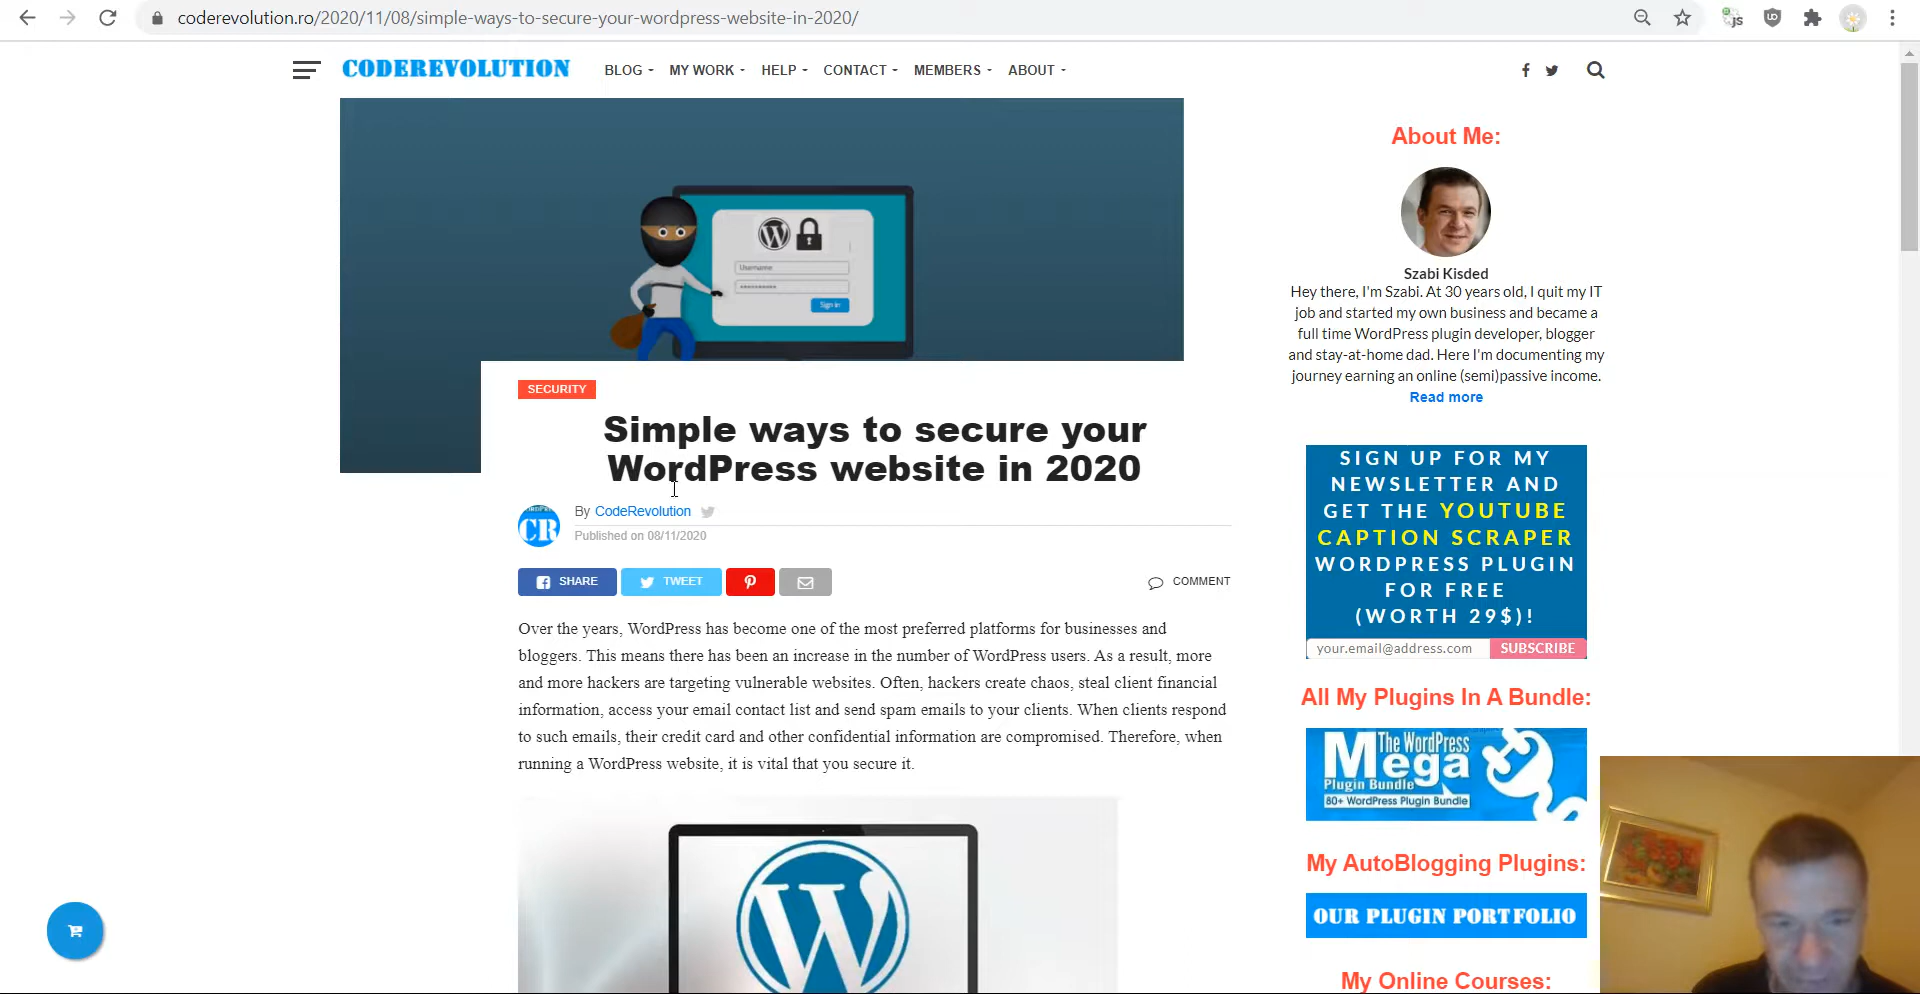 coderevolution.ro/2020/11/08/simple-ways-to-secure-your-wordpress-website-in-2020/
CODEREVOLUTION
BLOG
MY WORK
HELP
CONTACT
MEMBERS
ABOUT
Username
Sign in
SECURITY
Simple ways to secure your
WordPress website in 2020
CR
By CodeRevolution
Published on 08/11/2020
SHARE
TWEET
COMMENT
Over the years, WordPress has become one of the most preferred platforms for businesses and
bloggers. This means there has been an increase in the number of WordPress users. As a result, more
and more hackers are targeting vulnerable websites. Often, hackers create chaos, steal client financial
information, access your email contact list and send spam emails to your clients. When clients respond
to such emails, their credit card and other confidential information are compromised. Therefore, when
running a WordPress website, it is vital that you secure it.
About Me:
Szabi Kisded
Hey there, I'm Szabi. At 30 years old, I quit my IT
job and started my own business and became a
full time WordPress plugin developer, blogger
and stay-at-home dad. Here I'm documenting my
journey earning an online (semi)passive income.
Read more
SIGN UP FOR MY
NEWSLETTER AND
GET THE YOUTUBE
CAPTION SCRAPER
WORDPRESS PLUGIN
FOR FREE
(WORTH 29$)!
your.email@address.com
SUBSCRIBE
All My Plugins In A Bundle:
The WordPress
Mega
Plugin Bundle
80+ WordPress Plugin Bundle
My AutoBlogging Plugins:
OUR PLUGIN PORTFOLIO
My Online Courses: